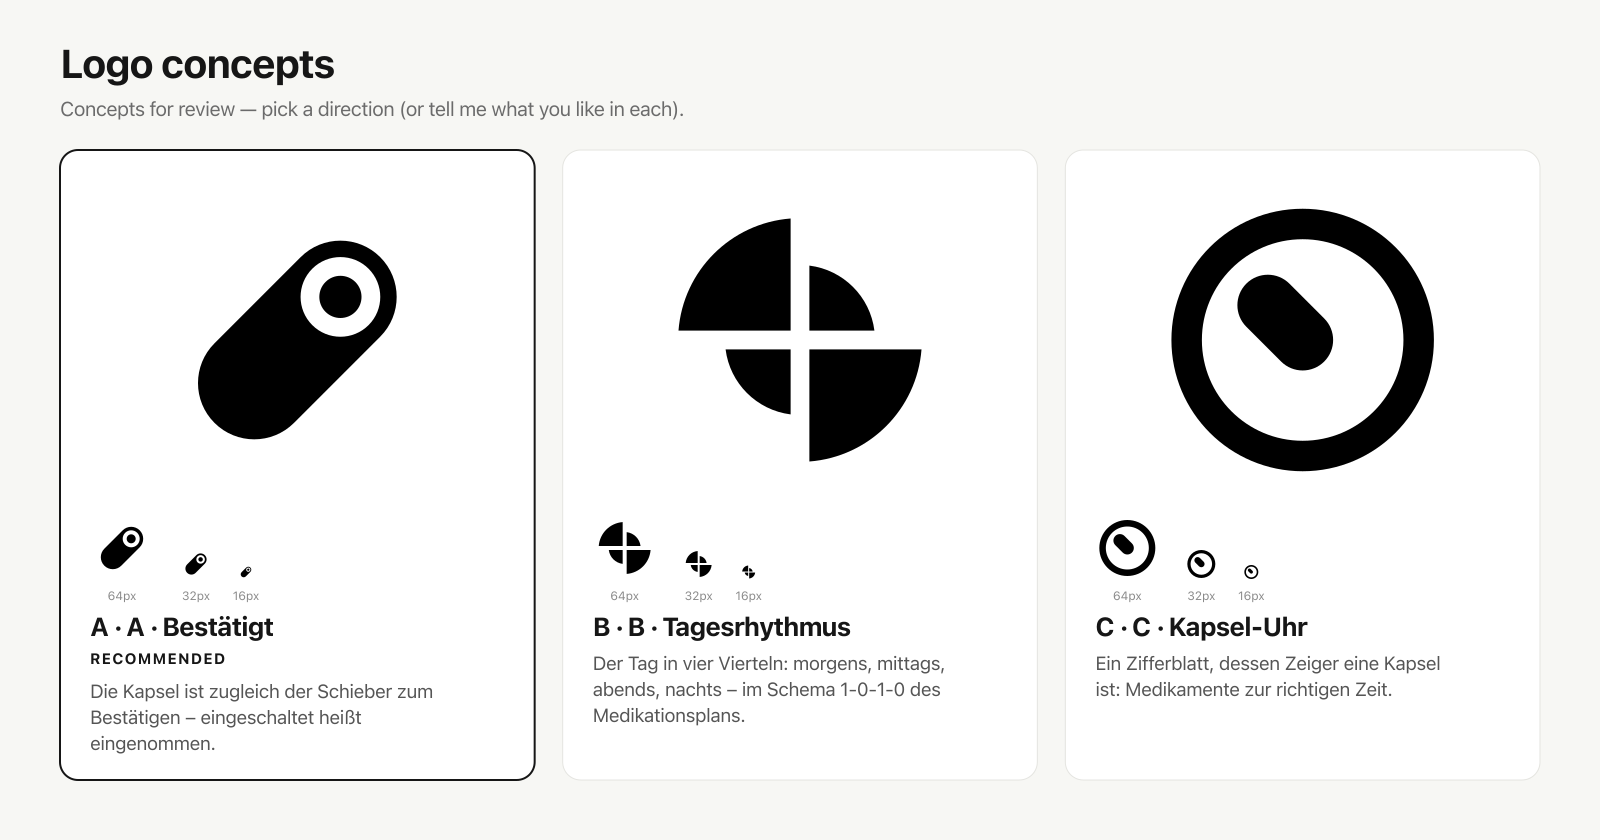 Logo concepts
Concepts for review — pick a direction (or tell me what you like in each).
64px 32px 16px
A · A · Bestätigt
RECOMMENDED
Die Kapsel ist zugleich der Schieber zum
Bestätigen – eingeschaltet heißt
eingenommen.
64px 32px 16px
B · B · Tagesrhythmus
Der Tag in vier Vierteln: morgens, mittags,
abends, nachts – im Schema 1-0-1-0 des
Medikationsplans.
64px 32px 16px
C · C · Kapsel-Uhr
Ein Zifferblatt, dessen Zeiger eine Kapsel
ist: Medikamente zur richtigen Zeit.